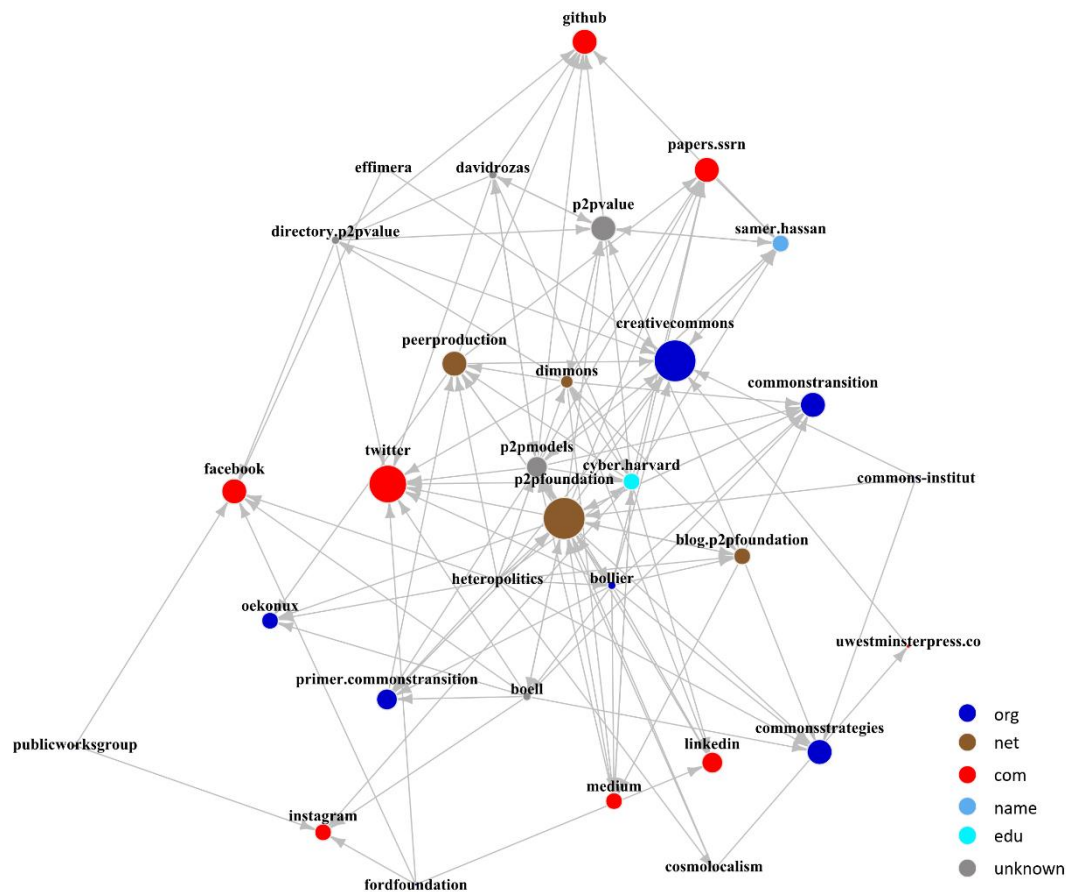 github
papers.ssrn
effimera
davidrozas
p2pvalue
directory.p2pvalue
samer.hassan
creativecommons
peerproduction
dimmons
commonstransition
p2pmodels
twitter
cyber.harvard
facebook
p2pfoundation
commons-institut
blog.p2pfoundation
heteropolitics
bollier
oekonux
uwestminsterpress.co
primer.commonstransition
boell
org
publicworksgroup
net
linkedin
commonsstrategies
com
medium
name
instagram
edu
cosmolocalism
unknown
fordfoundation